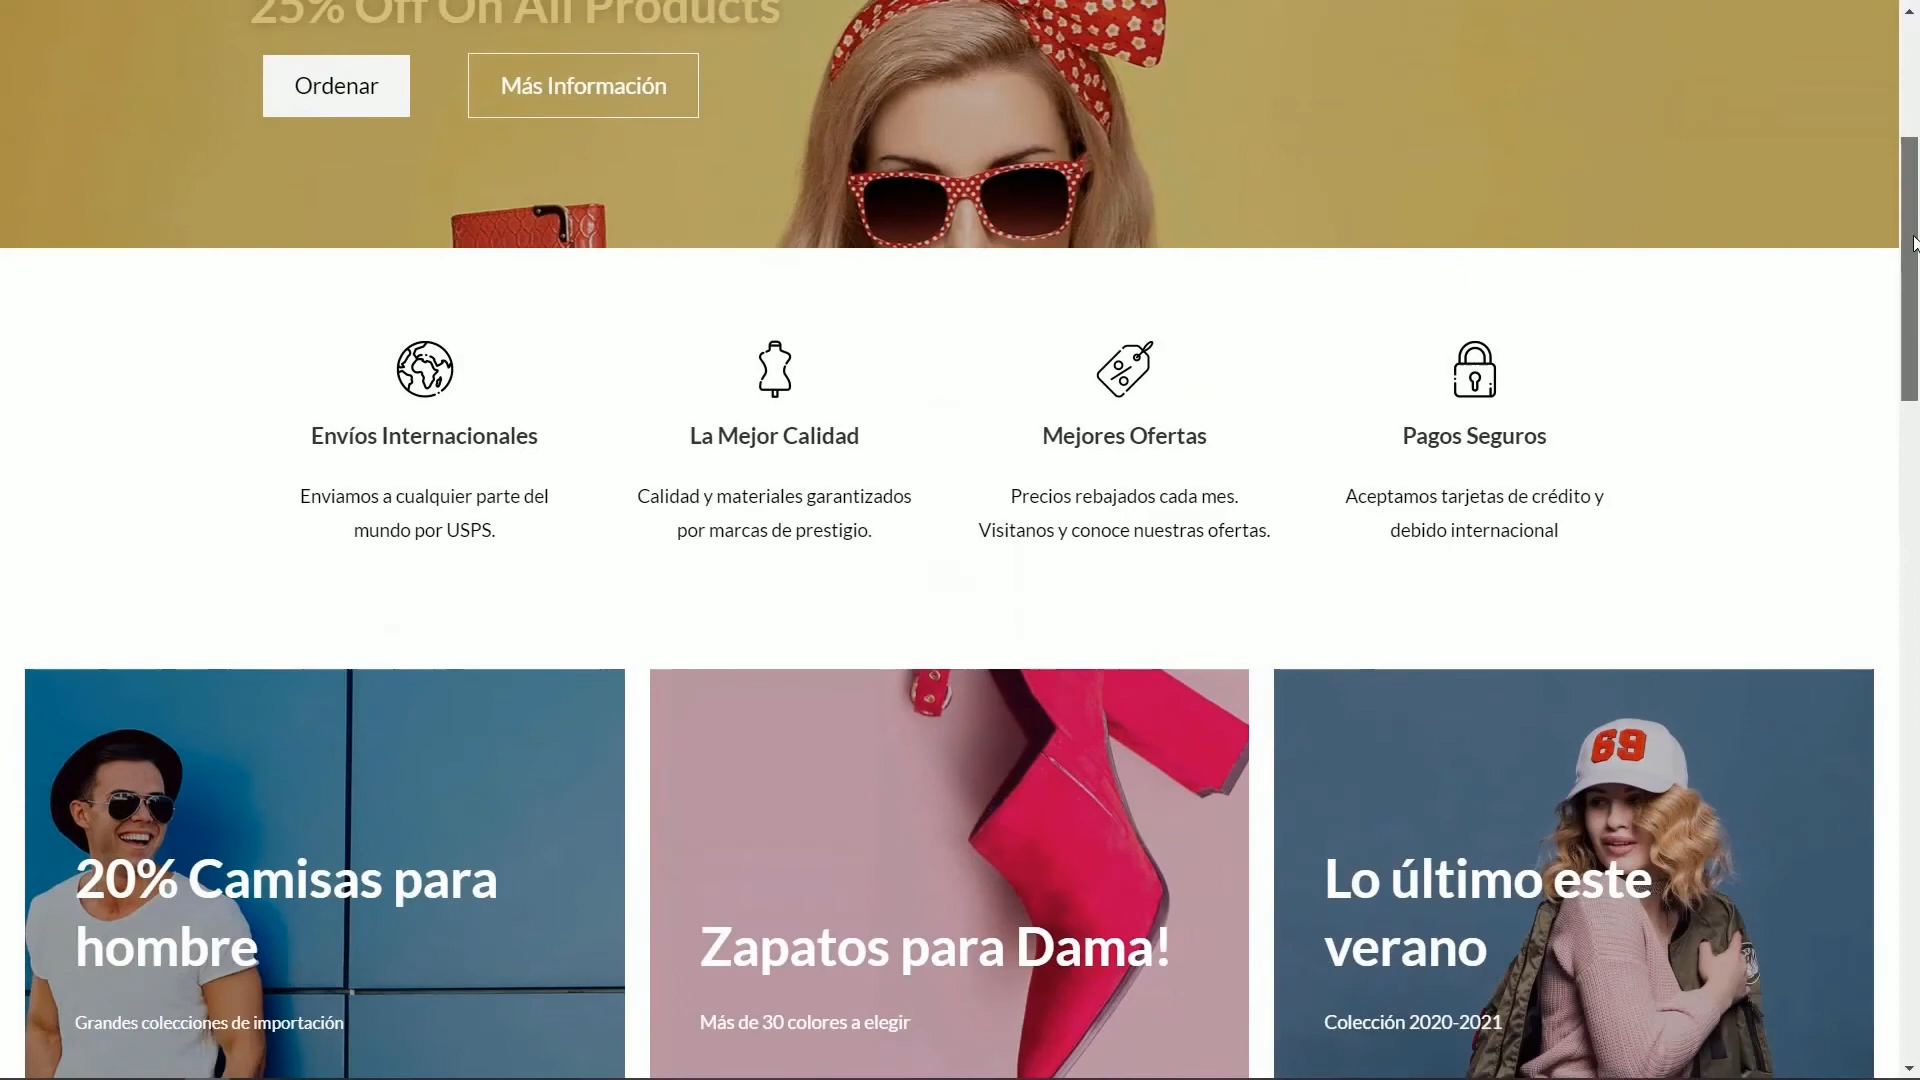 25% Off On All Products
Ordenar
Más Información
Envíos Internacionales
Enviamos a cualquier parte del
mundo por USPS.
La Mejor Calidad
Calidad y materiales garantizados
por marcas de prestigio.
Mejores Ofertas
Precios rebajados cada mes.
Visitanos y conoce nuestras ofertas.
Pagos Seguros
Aceptamos tarjetas de crédito y
debido internacional
20% Camisas para
hombre
Grandes colecciones de importación
Zapatos para Dama!
Más de 30 colores a elegir
69
Lo último este
verano
Colección 2020-2021